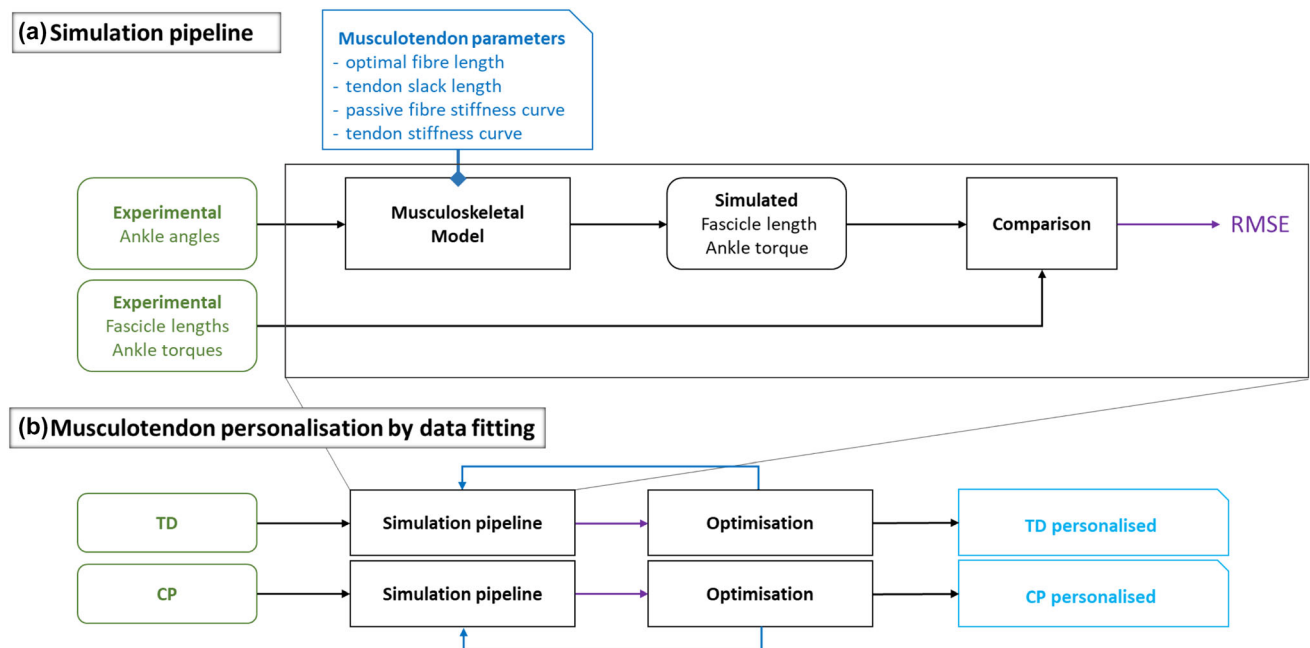 (a) Simulation pipeline
Musculotendon parameters
- optimal fibre length
- tendon slack length
- passive fibre stiffness curve
- tendon stiffness curve
Experimental
Ankle angles
Musculoskeletal
Model
Simulated
Fascicle length
Ankle torque
Comparison
RMSE
Experimental
Fascicle lengths
Ankle torques
(b) Musculotendon personalisation by data fitting
TD
Simulation pipeline
Optimisation
TD personalised
CP
Simulation pipeline
Optimisation
CP personalised